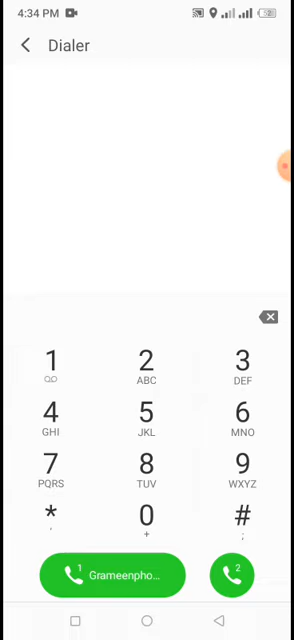 4:34 PM
Dialer
1 2 3
ABC DEF
4 5 6
GHI JKL MNO
7 8 9
PQRS TUV WXYZ
* 0 #
, + ;
1 Grameenpho... 2